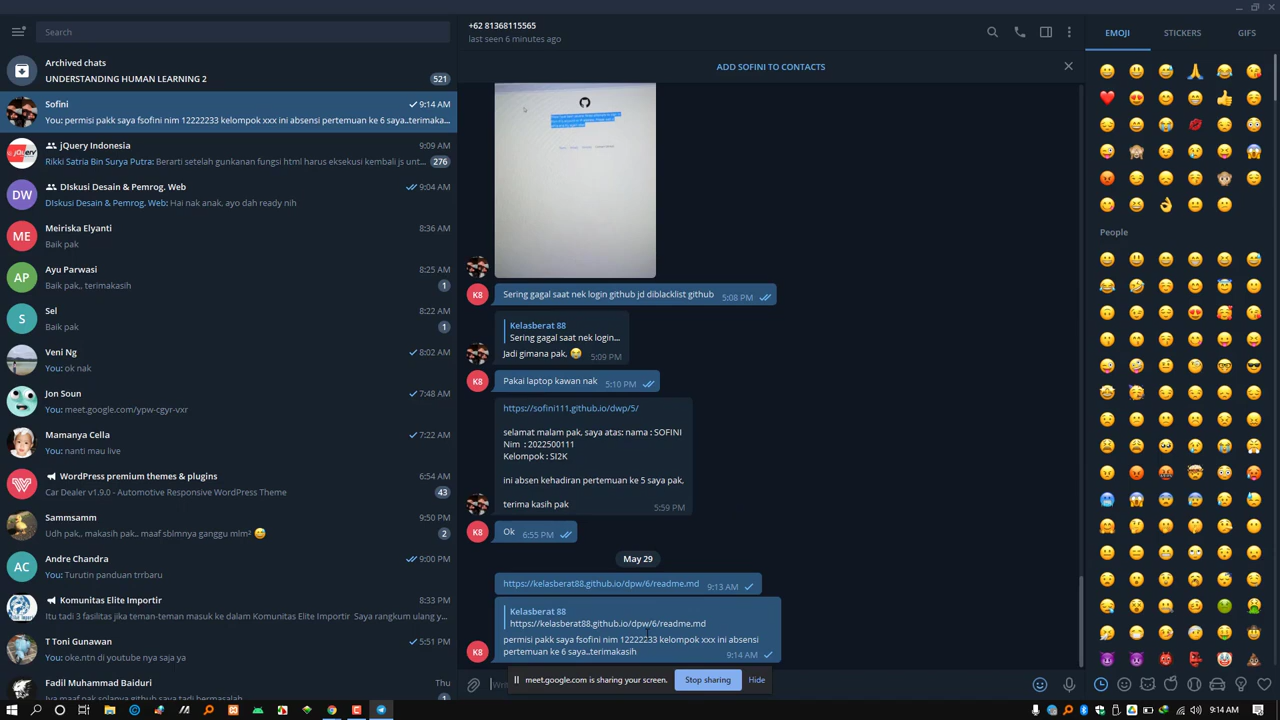 Search
Archived chats
UNDERSTANDING HUMAN LEARNING 2
521
Sofini
9:14 AM
You: permisi pakk saya fsofini nim 12222233 kelompok xxx ini absensi pertemuan ke 6 saya..terimaka...
jQuery Indonesia
9:09 AM
Rikki Satria Bin Surya Putra: Berarti setelah gunkanan fungsi html harus eksekusi kembali js unt...
276
DW
DIskusi Desain & Pemrog. Web
9:04 AM
DIskusi Desain & Pemrog. Web: Hai nak anak, ayo dah ready nih
ME
Meiriska Elyanti
8:36 AM
Baik pak
AP
Ayu Parwasi
8:25 AM
Baik pak,, terimakasih
1
S
Sel
8:22 AM
Baik pak
1
Veni Ng
8:02 AM
You: ok nak
Jon Soun
7:48 AM
You: meet.google.com/ypw-cgyr-vxr
Mamanya Cella
7:22 AM
You: nanti mau live
WordPress premium themes & plugins
6:54 AM
Car Dealer v1.9.0 - Automotive Responsive WordPress Theme
43
Sammsamm
9:50 PM
Udh pak,. makasih pak,. maaf sblmnya ganggu mlm²
2
AC
Andre Chandra
9:00 PM
You: Turutin panduan trrbaru
Komunitas Elite Importir
8:33 PM
Itu tadi 3 fasilitas jika teman-teman masuk ke dalam Komunitas Elite Importir Saya rangkum ulang y...
T Toni Gunawan
5:51 PM
You: oke.ntn di youtube nya saja ya
Fadil Muhammad Baiduri
Thu
+62 81368115565
last seen 6 minutes ago
ADD SOFINI TO CONTACTS
K8
Sering gagal saat nek login github jd diblacklist github
5:08 PM
Kelasberat 88
Sering gagal saat nek login...
Jadi gimana pak,
5:09 PM
K8
Pakai laptop kawan nak
5:10 PM
https://sofini111.github.io/dwp/5/
selamat malam pak, saya atas: nama : SOFINI
Nim : 2022500111
Kelompok : SI2K
ini absen kehadiran pertemuan ke 5 saya pak,
terima kasih pak
5:59 PM
K8
Ok
6:55 PM
May 29
https://kelasberat88.github.io/dpw/6/readme.md
9:13 AM
Kelasberat 88
https://kelasberat88.github.io/dpw/6/readme.md
permisi pakk saya fsofini nim 12222233 kelompok xxx ini absensi
pertemuan ke 6 saya..terimakasih
9:14 AM
K8
meet.google.com is sharing your screen.
Stop sharing
Hide
EMOJI
STICKERS
GIFS
People
9:14 AM